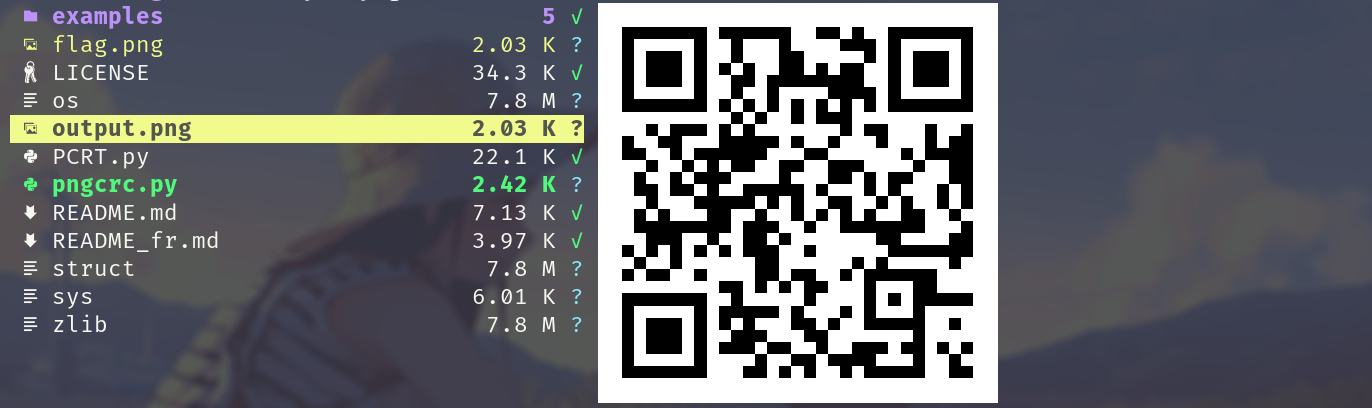 examples 5 √
flag.png 2.03 K ?
LICENSE 34.3 K √
os 7.8 M ?
output.png 2.03 K ?
PCRT.py 22.1 K √
pngcrc.py 2.42 K ?
README.md 7.13 K √
README_fr.md 3.97 K √
struct 7.8 M ?
sys 6.01 K ?
zlib 7.8 M ?